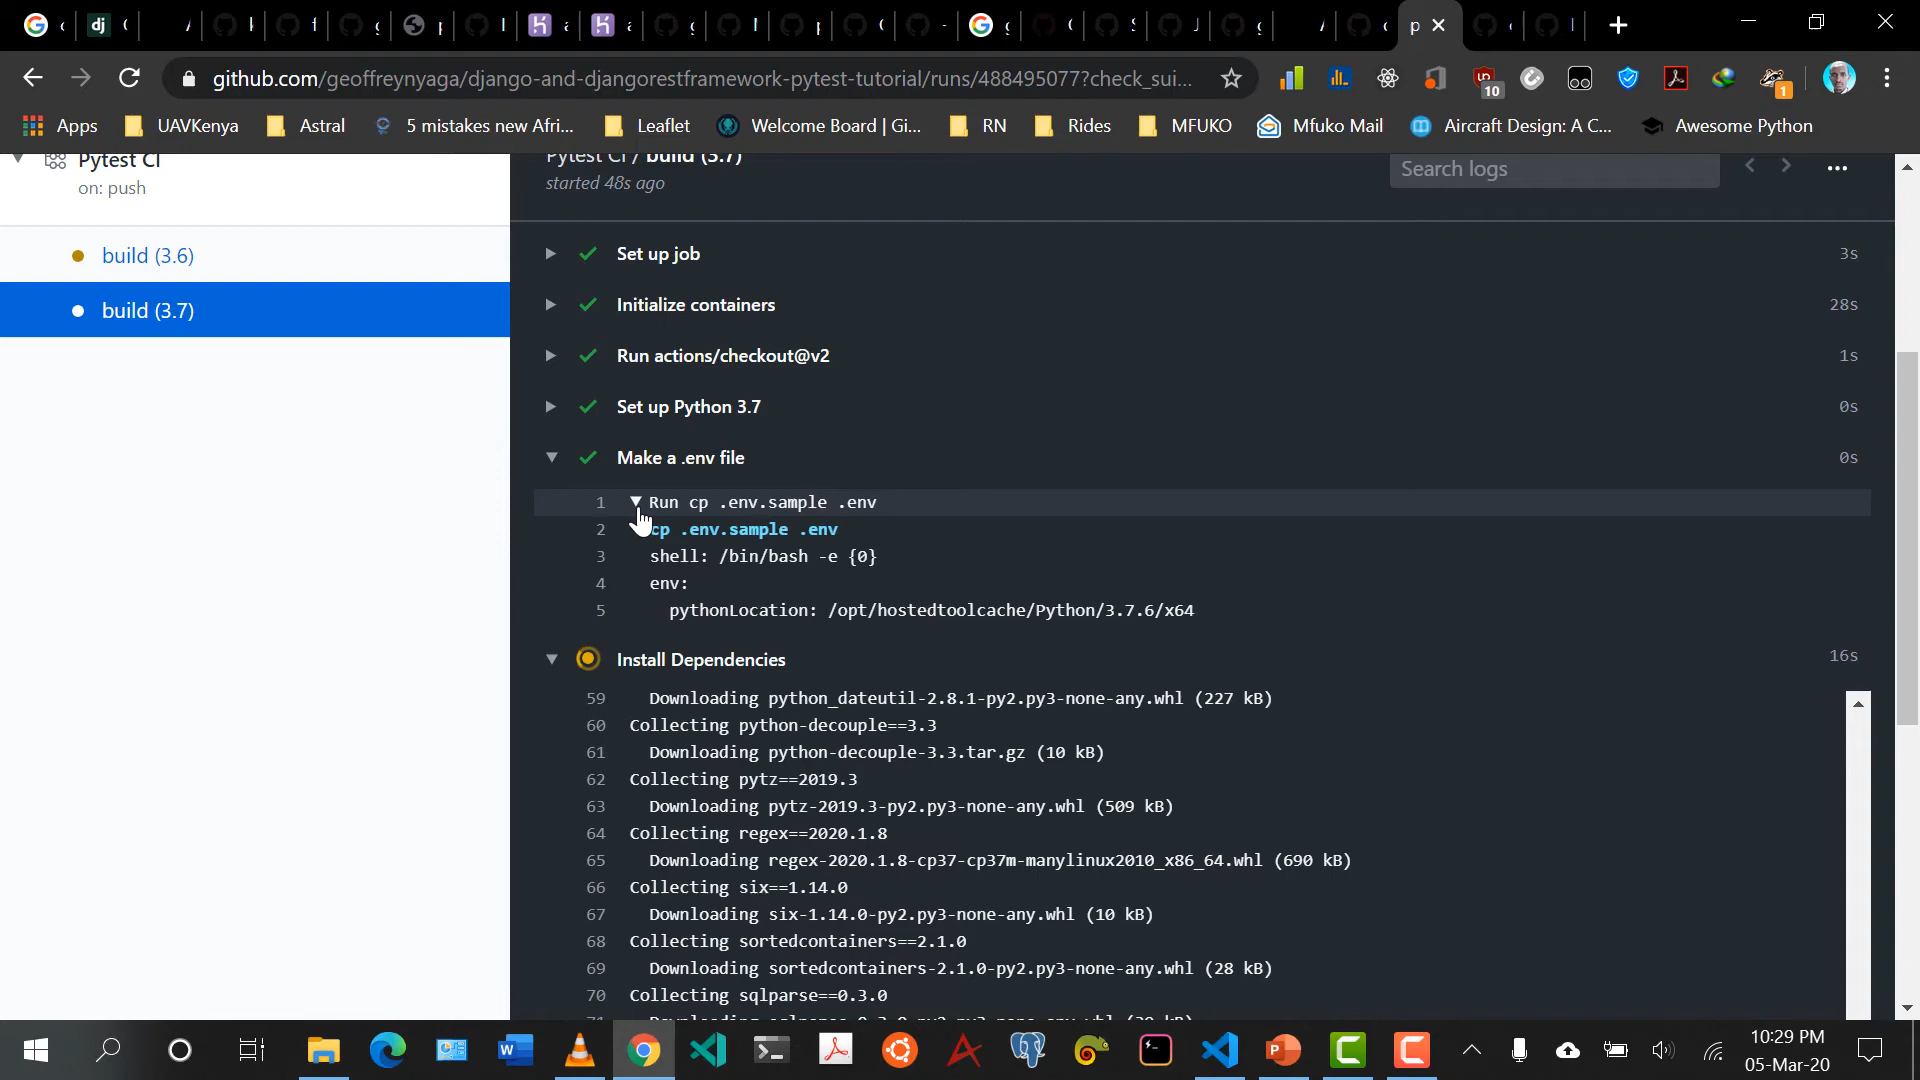 github.com/geoffreynyaga/django-and-djangorestframework-pytest-tutorial/runs/488495077?check_sui...
10
1
Apps
UAVKenya
Astral
5 mistakes new Afri...
Leaflet
Welcome Board | Gi...
RN
Rides
MFUKO
Mfuko Mail
Aircraft Design: A C...
Awesome Python
Pytest CI
on: push
build (3.6)
build (3.7)
Pytest CI / build (3.7)
started 48s ago
Search logs
Set up job 3s
Initialize containers 28s
Run actions/checkout@v2 1s
Set up Python 3.7 0s
Make a .env file 0s
1 Run cp .env.sample .env
2 cp .env.sample .env
3 shell: /bin/bash -e {0}
4 env:
5 pythonLocation: /opt/hostedtoolcache/Python/3.7.6/x64
Install Dependencies 16s
59 Downloading python_dateutil-2.8.1-py2.py3-none-any.whl (227 kB)
60 Collecting python-decouple==3.3
61 Downloading python-decouple-3.3.tar.gz (10 kB)
62 Collecting pytz==2019.3
63 Downloading pytz-2019.3-py2.py3-none-any.whl (509 kB)
64 Collecting regex==2020.1.8
65 Downloading regex-2020.1.8-cp37-cp37m-manylinux2010_x86_64.whl (690 kB)
66 Collecting six==1.14.0
67 Downloading six-1.14.0-py2.py3-none-any.whl (10 kB)
68 Collecting sortedcontainers==2.1.0
69 Downloading sortedcontainers-2.1.0-py2.py3-none-any.whl (28 kB)
70 Collecting sqlparse==0.3.0
10:29 PM
05-Mar-20